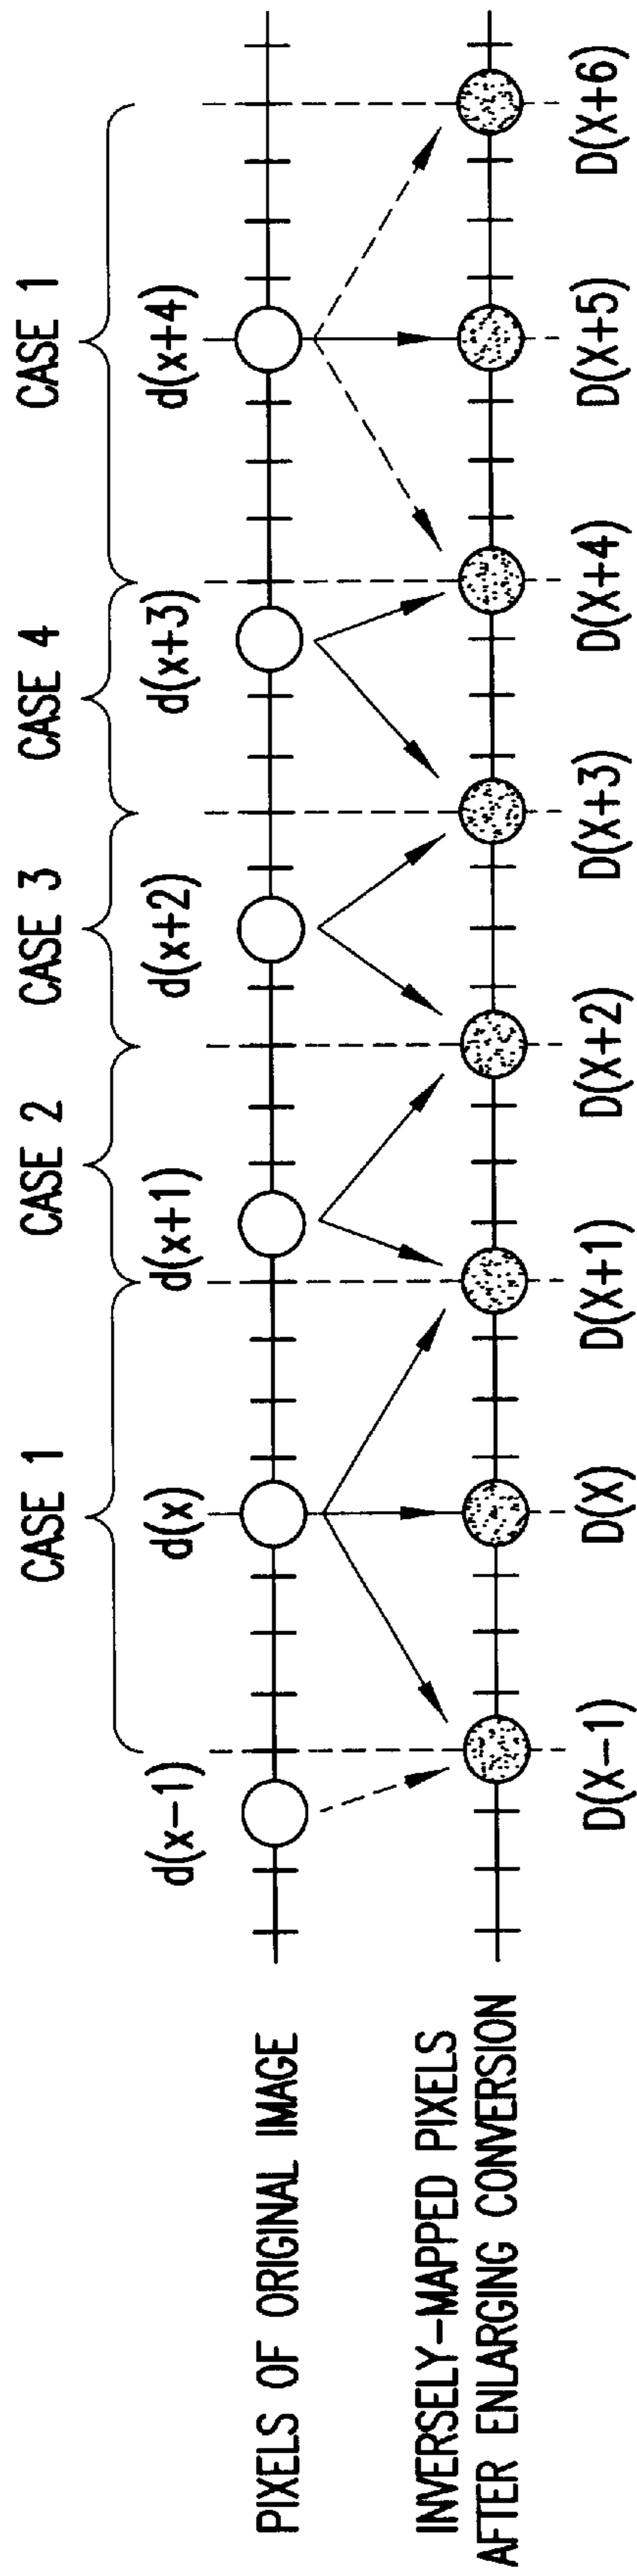 CASE 1 CASE 2 CASE 3 CASE 4 CASE 1
d(x−1) d(x) d(x+1) d(x+2) d(x+3) d(x+4)
PIXELS OF ORIGINAL IMAGE
INVERSELY−MAPPED PIXELS
AFTER ENLARGING CONVERSION
D(X−1) D(X) D(X+1) D(X+2) D(X+3) D(X+4) D(X+5) D(X+6)